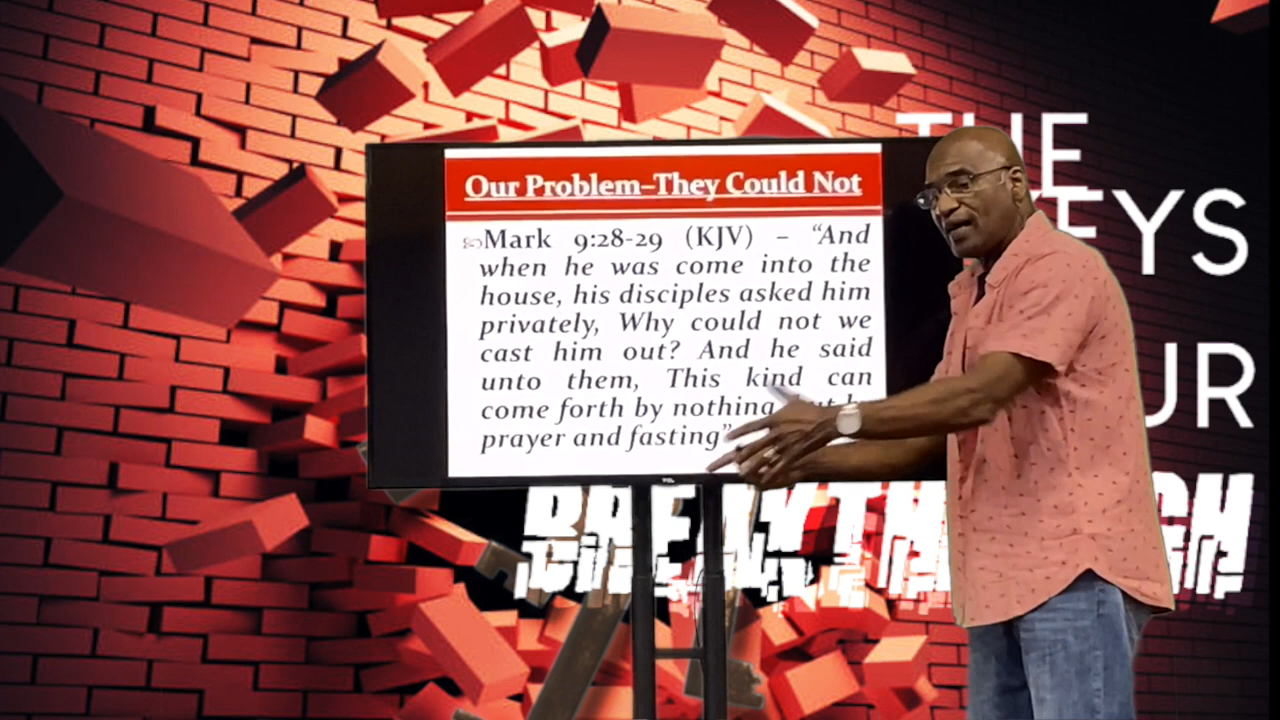 Our Problem–They Could Not
Mark 9:28-29 (KJV) – “And
when he was come into the
house, his disciples asked him
privately, Why could not we
cast him out? And he said
unto them, This kind can
come forth by nothing but
prayer and fasting”
TCL
THE